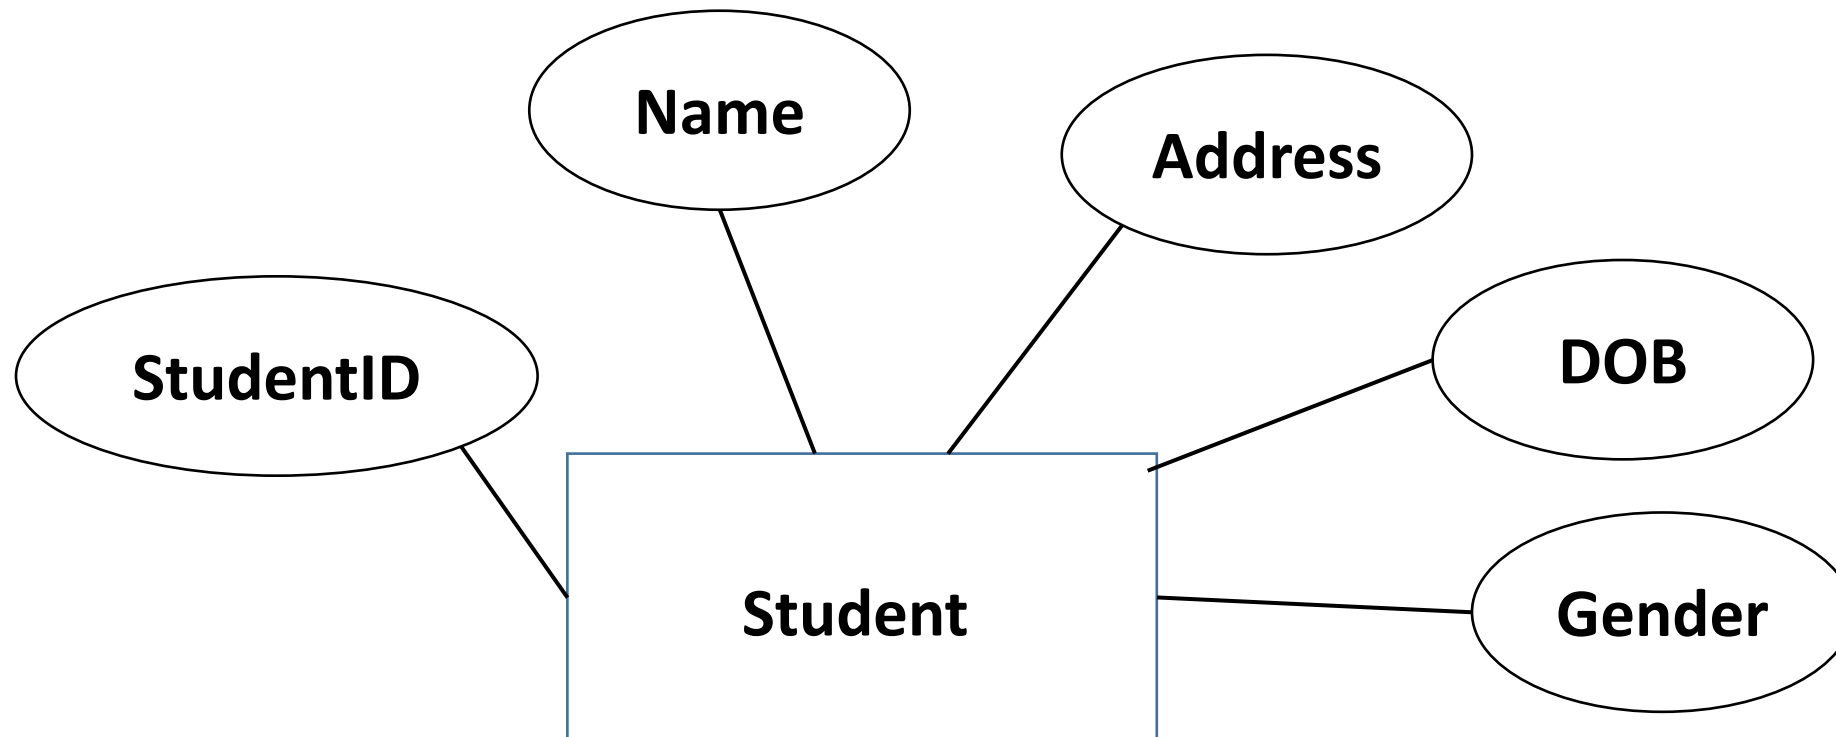 Name
Address
StudentID
DOB
Student
Gender